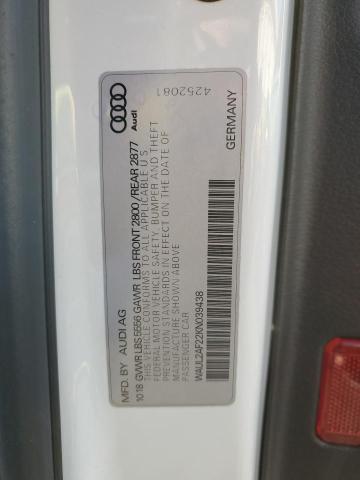 4252081
Audi
GERMANY
MFD. BY AUDI AG
10 18 GVWR LBS 5556 GAWR LBS FRONT 2800 / REAR 2877
THIS VEHICLE CONFORMS TO ALL APPLICABLE U S
FEDERAL MOTOR VEHICLE SAFETY, BUMPER AND THEFT
PREVENTION STANDARDS IN EFFECT ON THE DATE OF
MANUFACTURE SHOWN ABOVE
PASSENGER CAR
WAUL2AF22KN039438